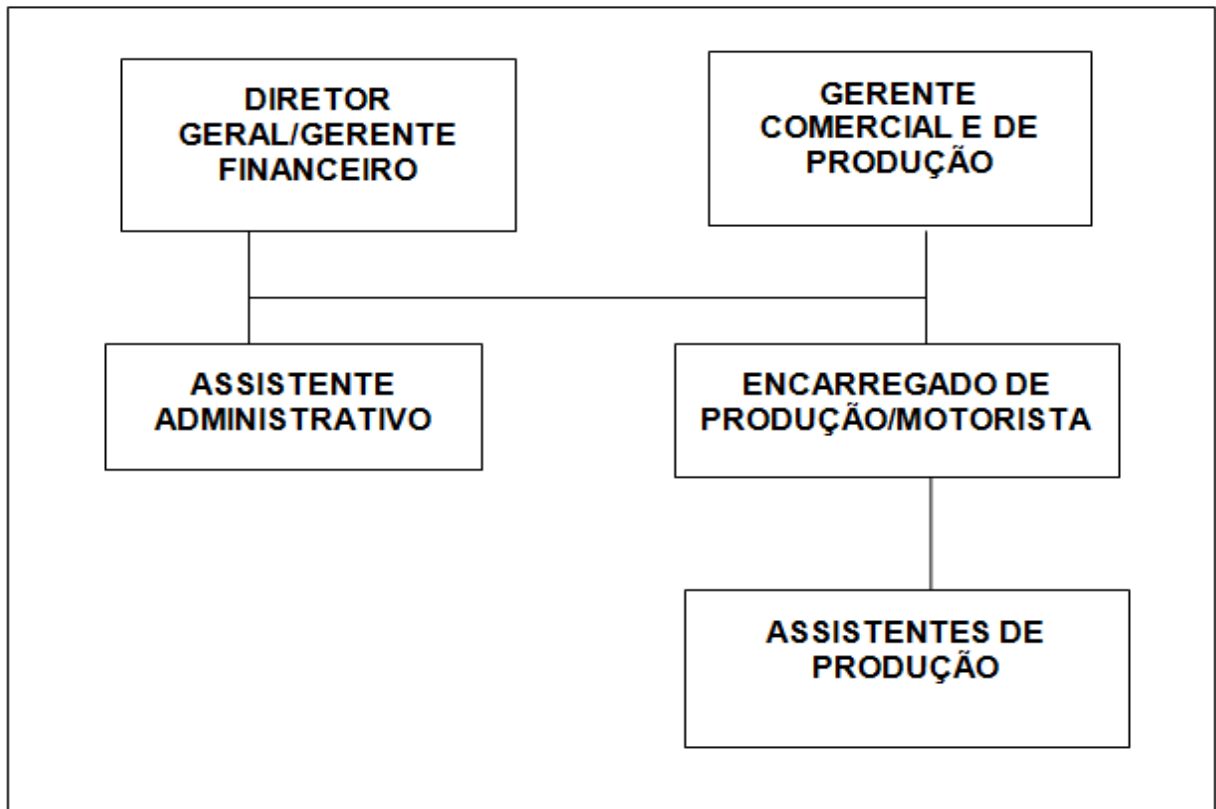 DIRETOR
GERAL/GERENTE
FINANCEIRO
GERENTE
COMERCIAL E DE
PRODUÇÃO
ASSISTENTE
ADMINISTRATIVO
ENCARREGADO DE
PRODUÇÃO/MOTORISTA
ASSISTENTES DE
PRODUÇÃO